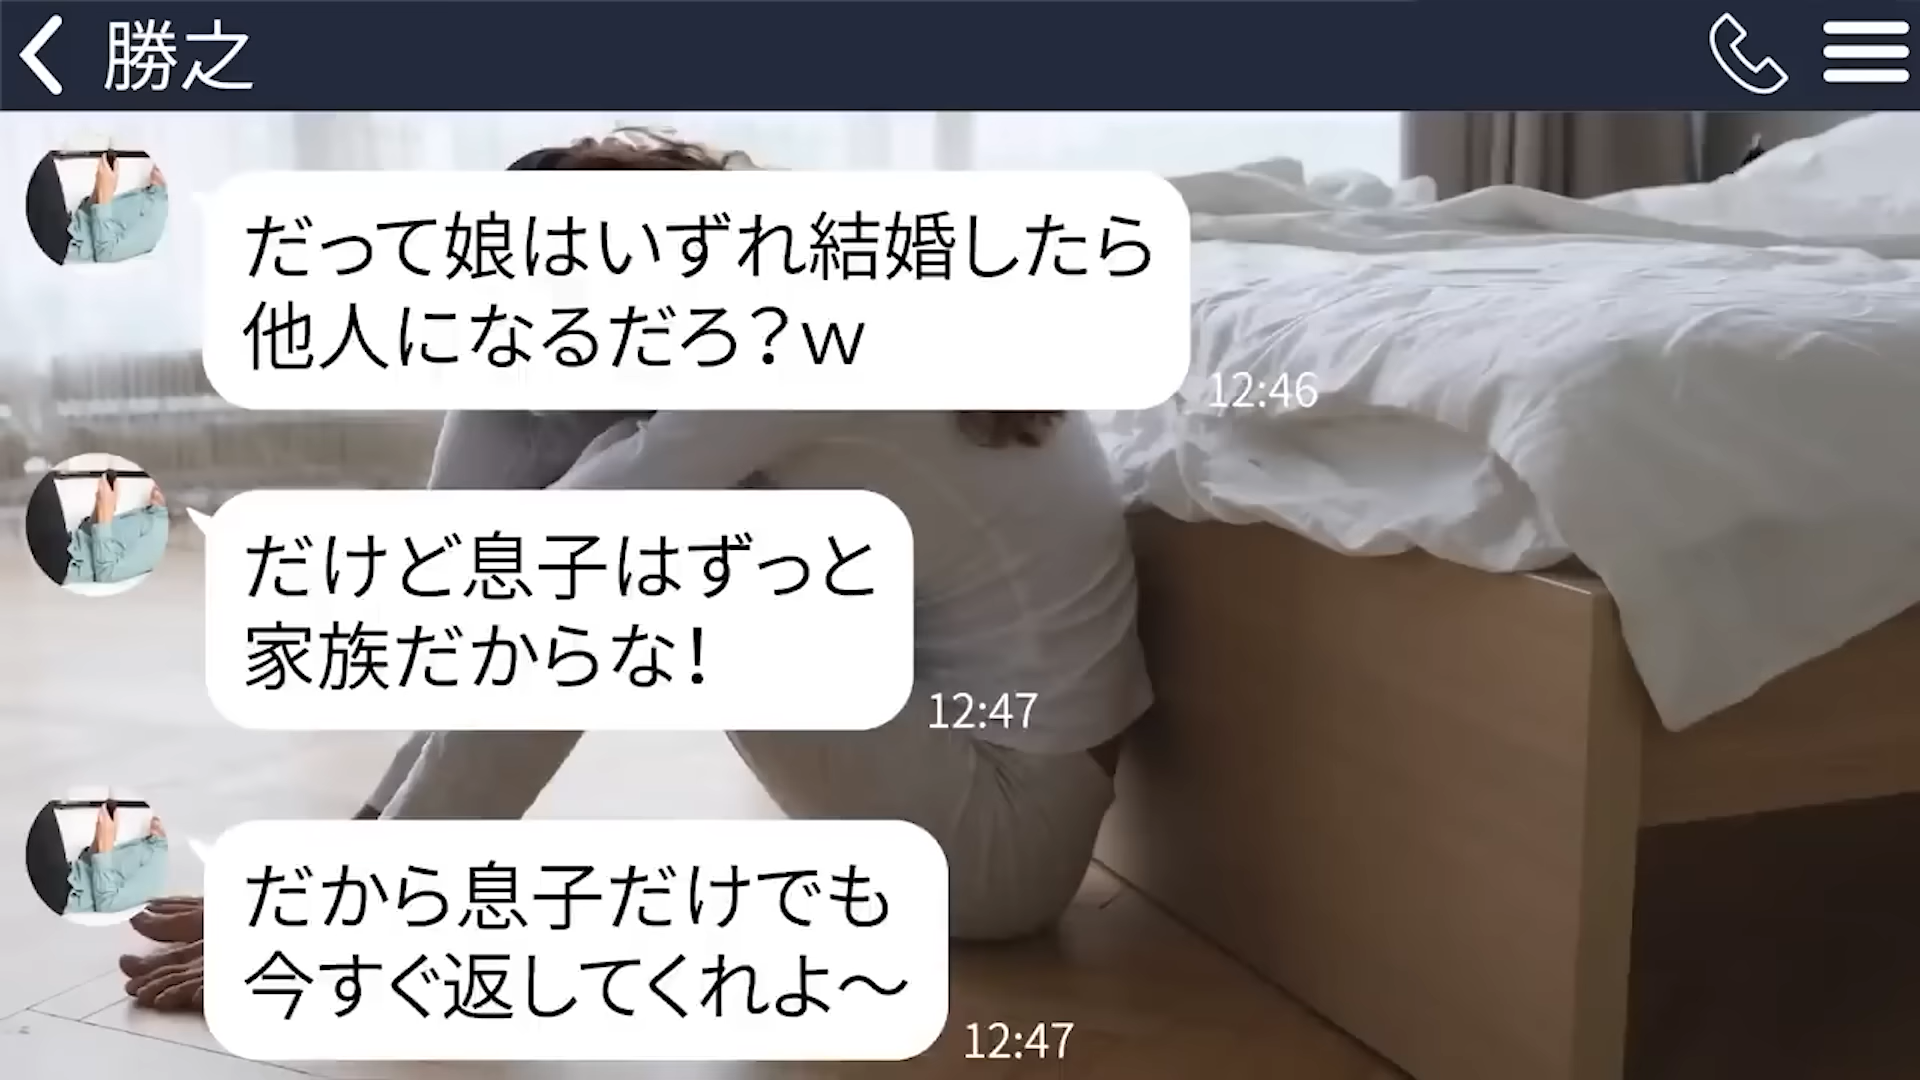 勝之
だって娘はいずれ結婚したら
他人になるだろ?w
12:46
だけど息子はずっと
家族だからな!
12:47
だから息子だけでも
今すぐ返してくれよ〜
12:47